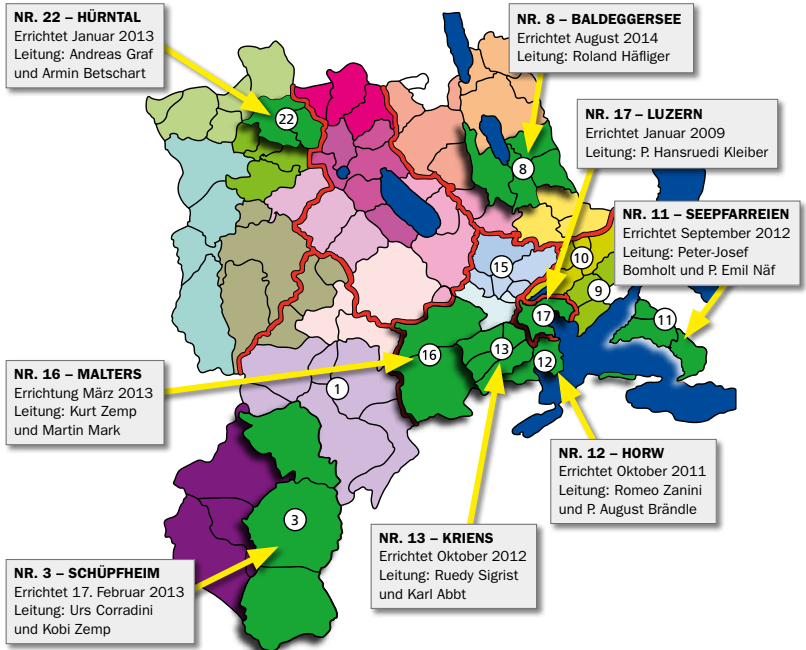 NR. 22 – HÜRNTAL
Errichtet Januar 2013
Leitung: Andreas Graf
und Armin Betschart
NR. 8 – BALDEGGERSEE
Errichtet August 2014
Leitung: Roland Häfliger
NR. 17 – LUZERN
Errichtet Januar 2009
Leitung: P. Hansruedi Kleiber
NR. 11 – SEEPFARREIEN
Errichtet September 2012
Leitung: Peter-Josef
Bomholt und P. Emil Näf
22
8
10
15
9
17
11
13
16
12
1
3
NR. 16 – MALTERS
Errichtung März 2013
Leitung: Kurt Zemp
und Martin Mark
NR. 12 – HORW
Errichtet Oktober 2011
Leitung: Romeo Zanini
und P. August Brändle
NR. 13 – KRIENS
Errichtet Oktober 2012
Leitung: Ruedy Sigrist
und Karl Abbt
NR. 3 – SCHÜPFHEIM
Errichtet 17. Februar 2013
Leitung: Urs Corradini
und Kobi Zemp